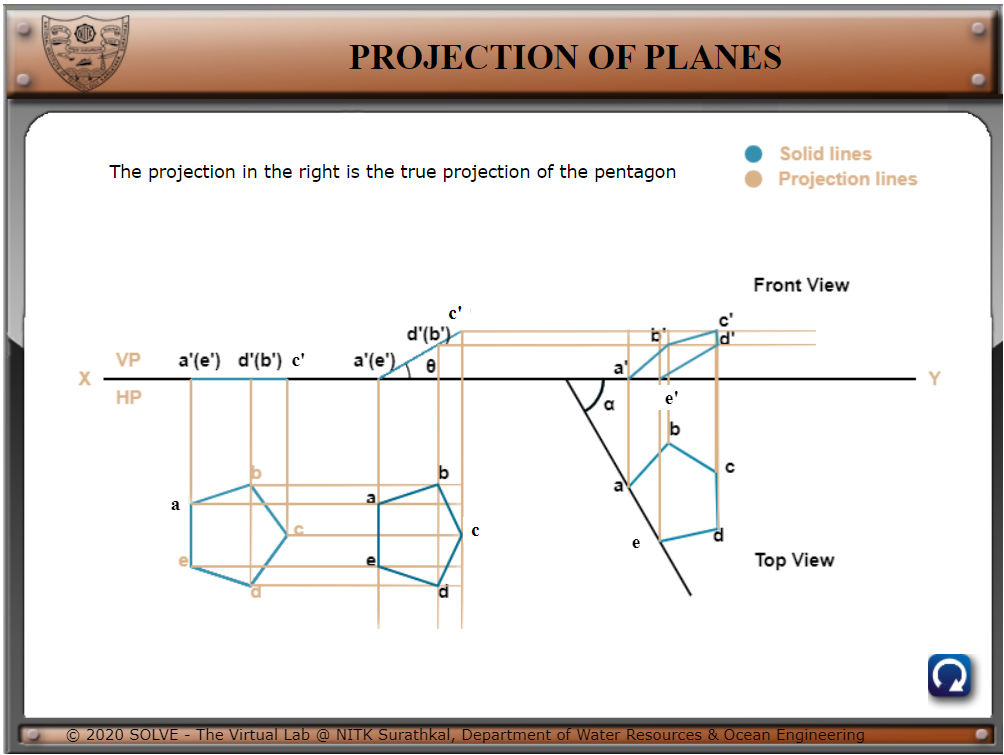 PROJECTION OF PLANES
The projection in the right is the true projection of the pentagon
Solid lines
Projection lines
Front View
c' c'
d'(b') b' d'
VP a'(e') d'(b') c' a'(e') θ a'
X Y
HP α e'
b
b b c
a a a
c c d
e e e
d d Top View
© 2020 SOLVE - The Virtual Lab @ NITK Surathkal, Department of Water Resources & Ocean Engineering